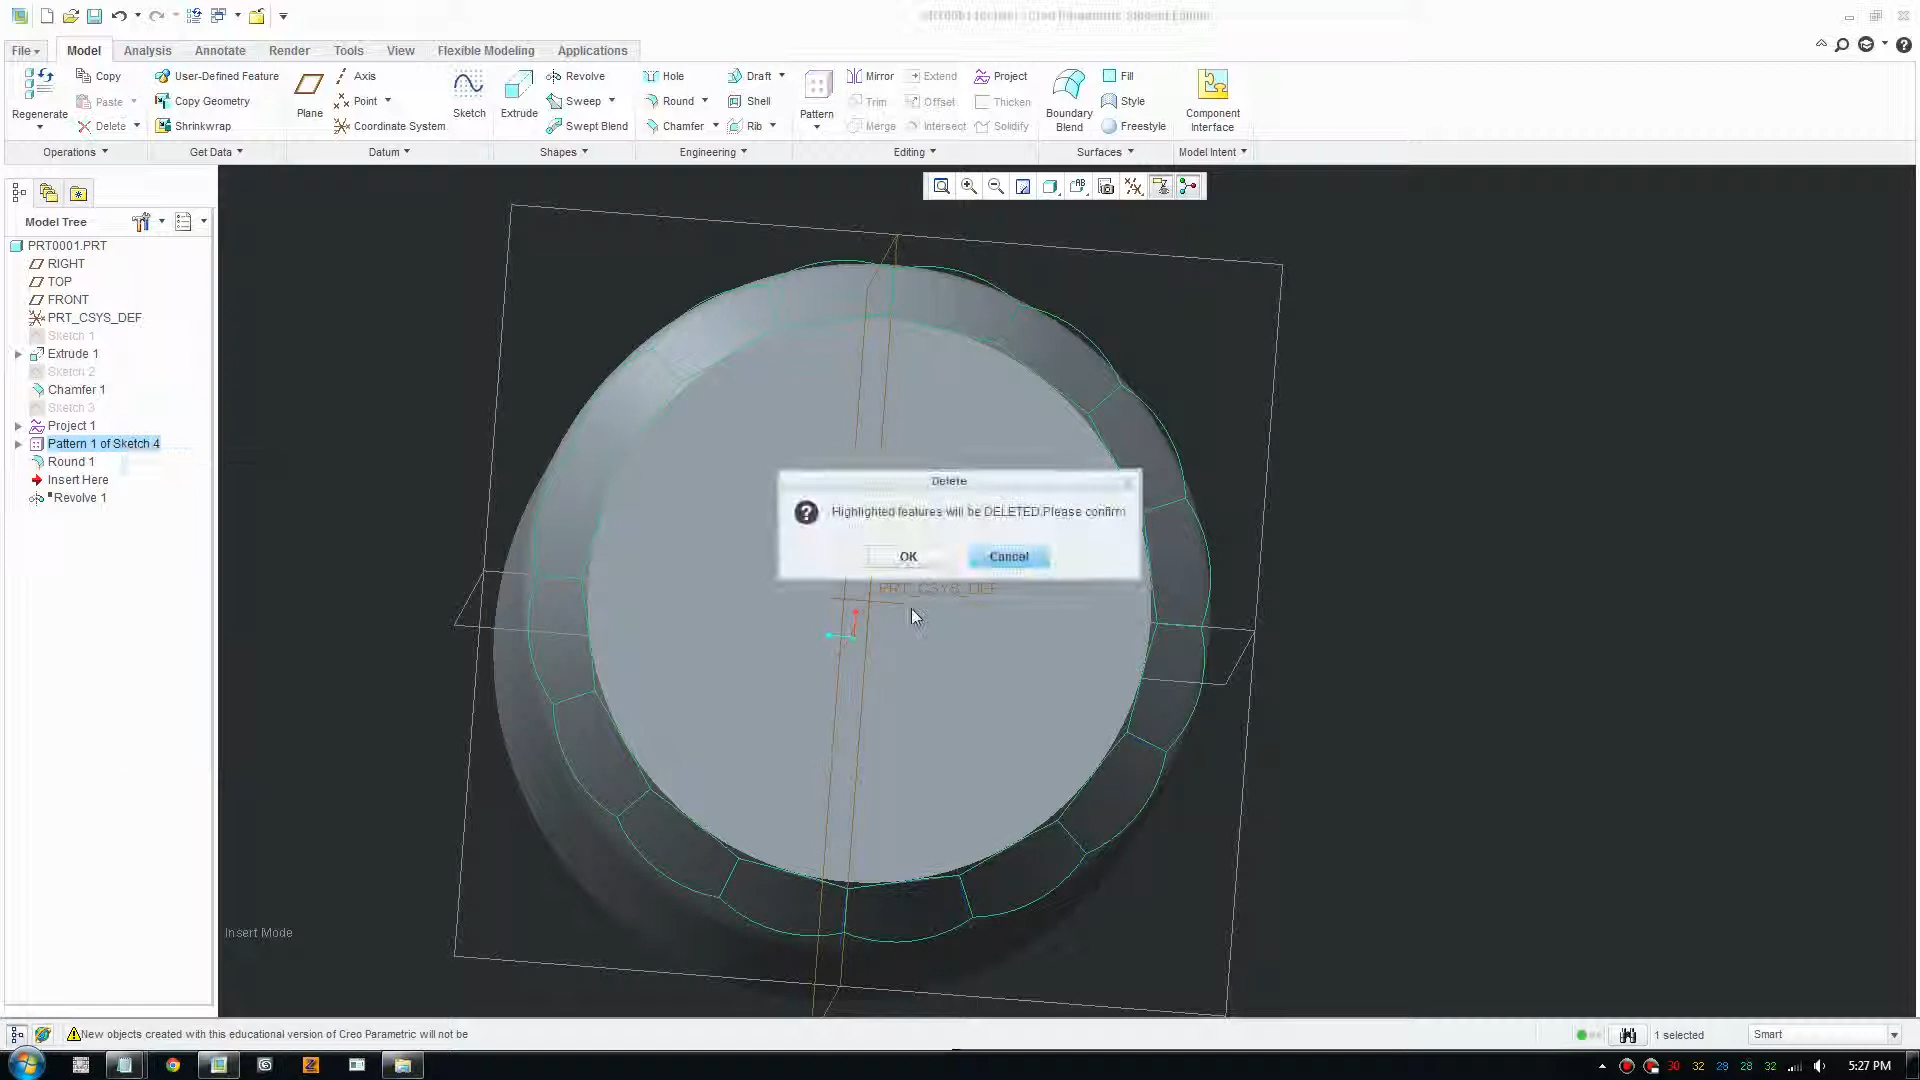 File Model Analysis Annotate Render Tools View Flexible Modeling Applications
Regenerate
Copy
Paste
Delete
Operations
User-Defined Feature
Copy Geometry
Shrinkwrap
Get Data
Plane
Axis
Point
Coordinate System
Datum
Sketch
Extrude
Revolve
Sweep
Swept Blend
Shapes
Hole
Round
Chamfer
Draft
Shell
Rib
Engineering
Pattern
Mirror
Trim
Merge
Extend
Offset
Intersect
Project
Thicken
Solidify
Editing
Boundary
Blend
Fill
Style
Freestyle
Surfaces
Component
Interface
Model Intent
Model Tree
PRT0001.PRT
RIGHT
TOP
FRONT
PRT_CSYS_DEF
Sketch 1
Extrude 1
Sketch 2
Chamfer 1
Sketch 3
Project 1
Pattern 1 of Sketch 4
Round 1
Insert Here
Revolve 1
Delete
Highlighted features will be DELETED.Please confirm
OK Cancel
PRT_CSYS_DEF
Insert Mode
New objects created with this educational version of Creo Parametric will not be
1 selected
Smart
30 32 29 28 32
5:27 PM